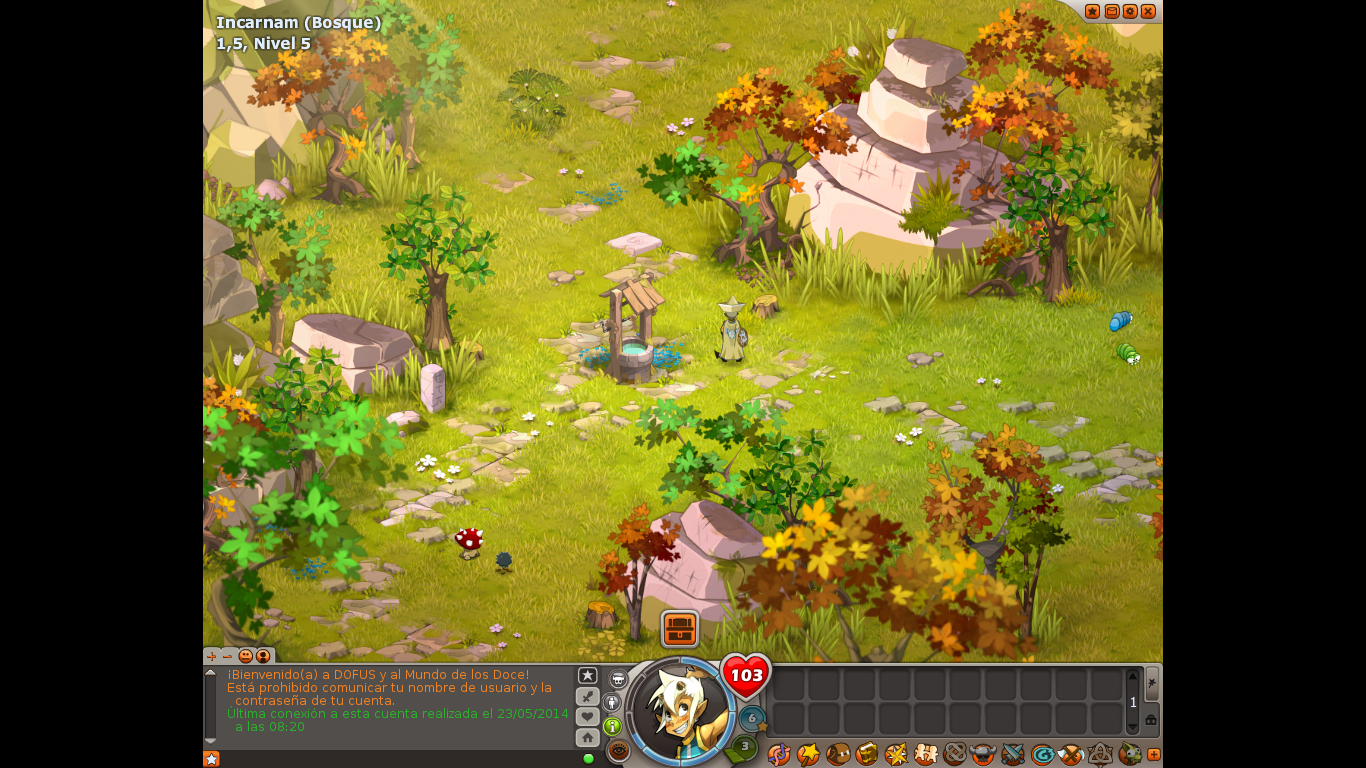 Incarnam (Bosque)
1,5, Nivel 5
¡Bienvenido(a) a DOFUS y al Mundo de los Doce!
Está prohibido comunicar tu nombre de usuario y la
contraseña de tu cuenta.
Última conexión a esta cuenta realizada el 23/05/2014
a las 08:20
103
6
3
1